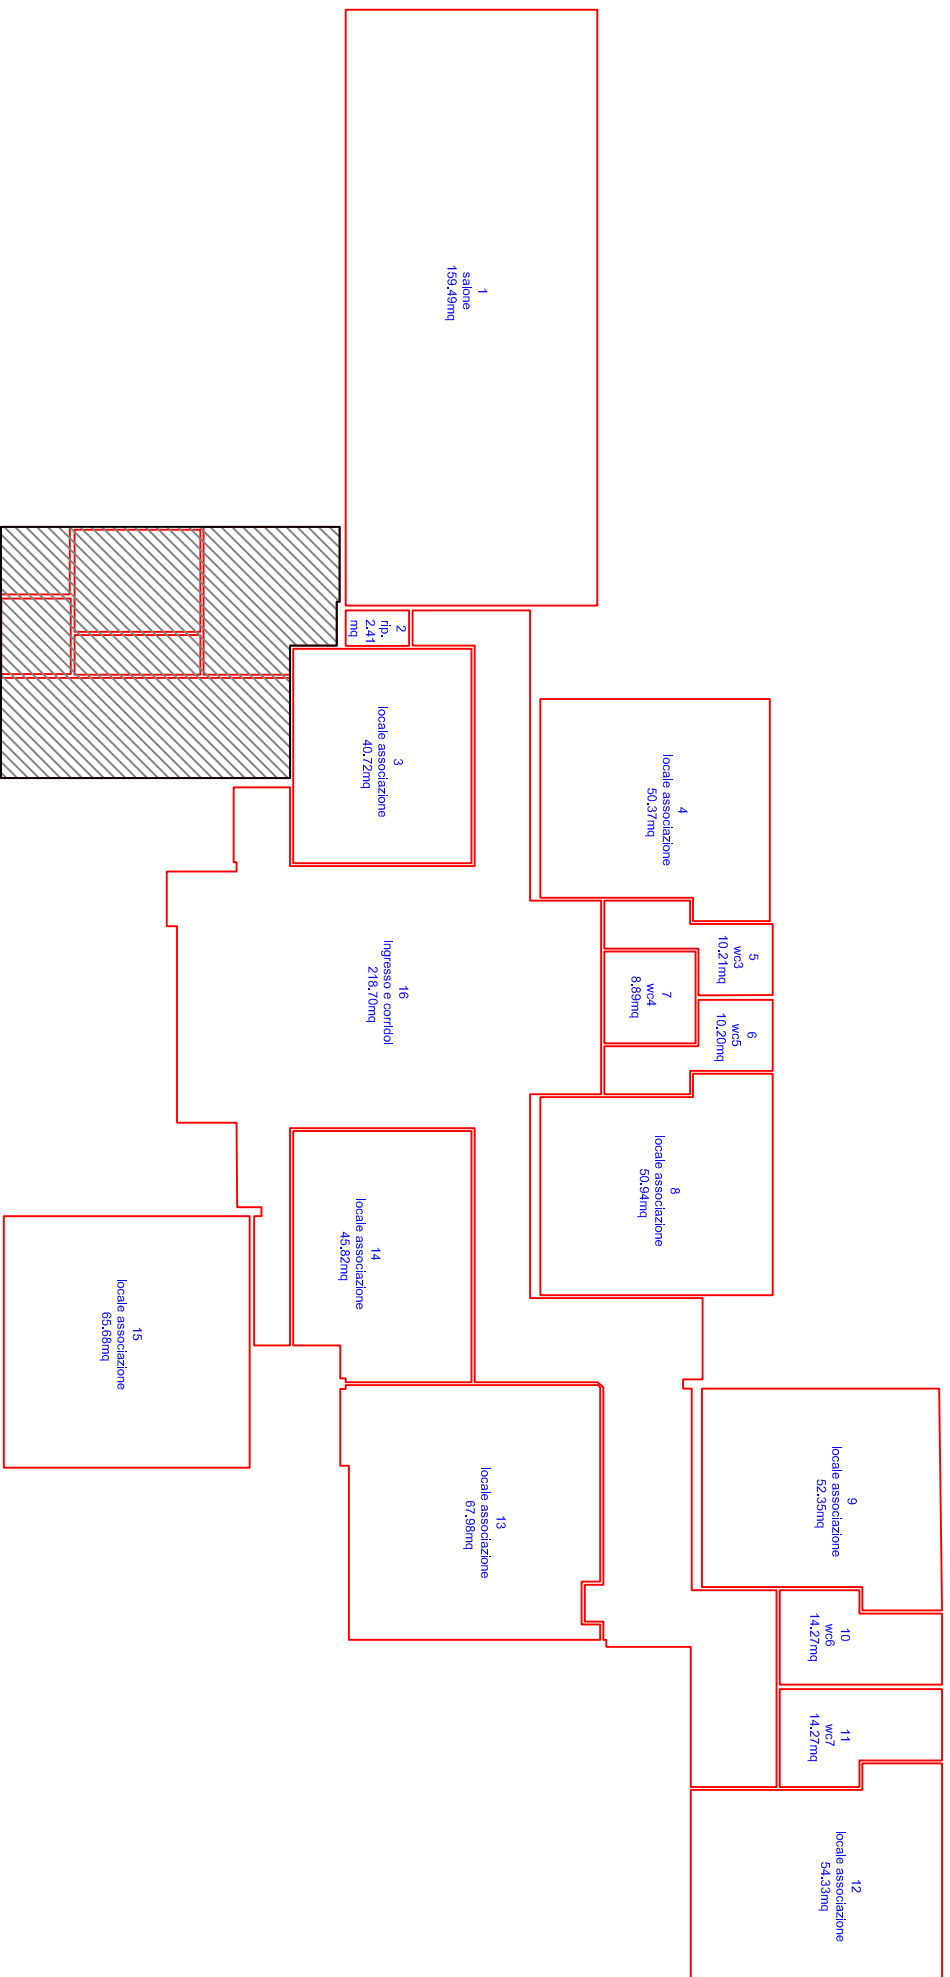 1
salone
159.49mq
2
rip.
2.41
mq
3
locale associazione
40.72mq
4
locale associazione
50.37mq
5
wc3
10.21mq
6
wc5
10.20mq
7
wc4
8.89mq
16
Ingresso e corridoi
218.70mq
8
locale associazione
50.94mq
14
locale associazione
45.82mq
15
locale associazione
65.68mq
13
locale associazione
67.98mq
9
locale associazione
52.35mq
10
wc6
14.27mq
11
wc7
14.27mq
12
locale associazione
54.33mq